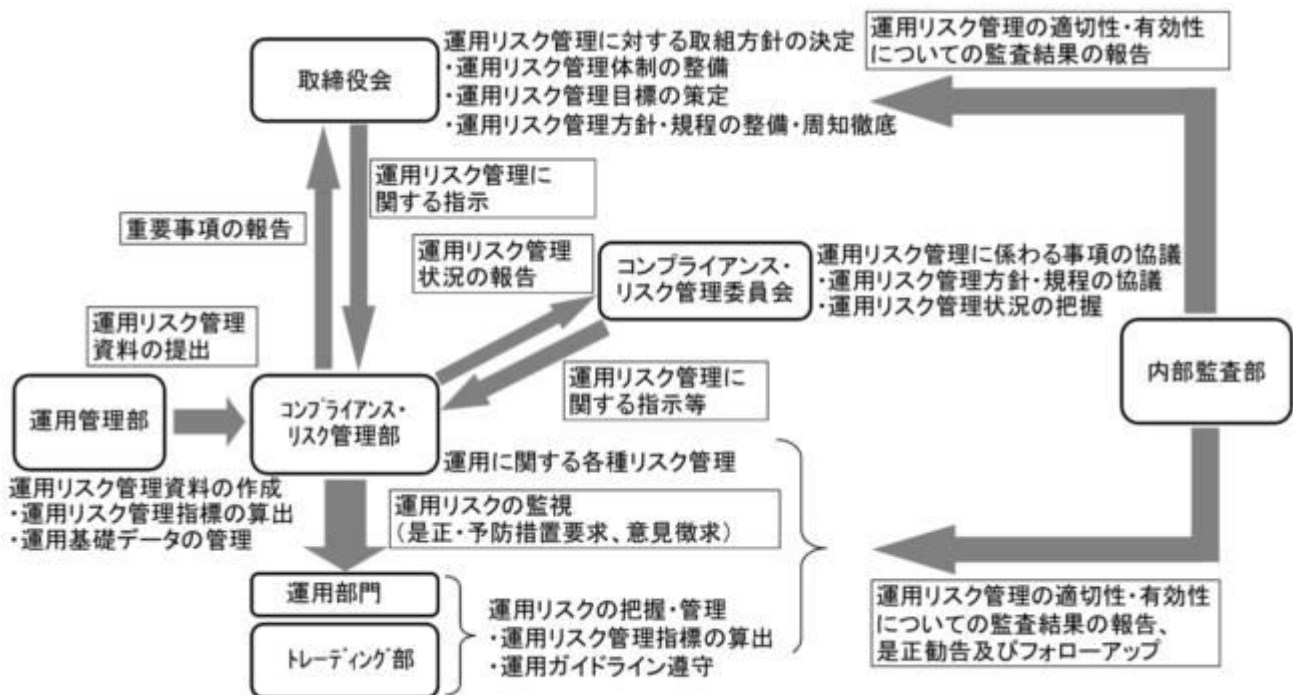 取締役会
運用リスク管理に対する取組方針の決定
・運用リスク管理体制の整備
・運用リスク管理目標の策定
・運用リスク管理方針・規程の整備・周知徹底
運用リスク管理の適切性・有効性
についての監査結果の報告
運用リスク管理に
関する指示
重要事項の報告
運用リスク管理
状況の報告
コンプライアンス・
リスク管理委員会
運用リスク管理に係わる事項の協議
・運用リスク管理方針・規程の協議
・運用リスク管理状況の把握
運用リスク管理
資料の提出
運用リスク管理に
関する指示等
内部監査部
運用管理部
コンプライアンス・
リスク管理部
運用に関する各種リスク管理
運用リスク管理資料の作成
・運用リスク管理指標の算出
・運用基礎データの管理
運用リスクの監視
(是正・予防措置要求、意見徴求)
運用部門
トレーディング部
運用リスクの把握・管理
・運用リスク管理指標の算出
・運用ガイドライン遵守
運用リスク管理の適切性・有効性
についての監査結果の報告、
是正勧告及びフォローアップ